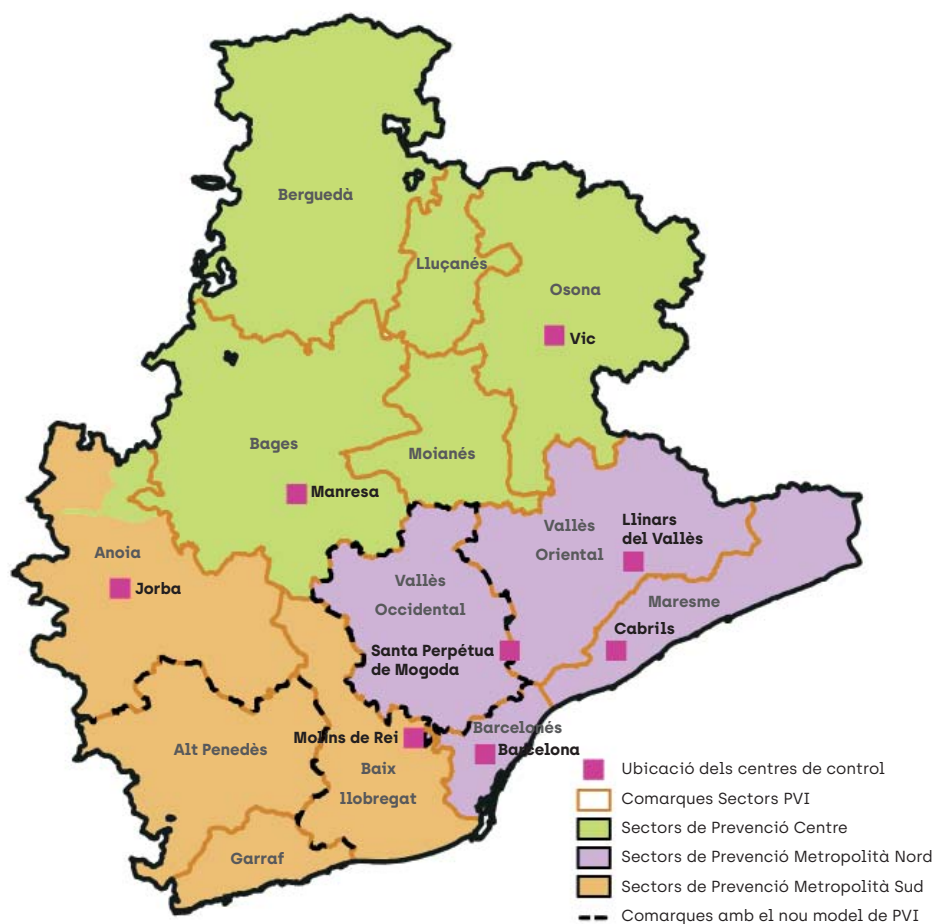 Berguedà
Lluçanés
Osona
Vic
Bages
Moianés
Manresa
Vallès
Oriental
Llinars
del Vallès
Anoia
Jorba
Vallès
Occidental
Maresme
Cabrils
Santa Perpétua
de Mogoda
Barcelonés
Barcelona
Molins de Rei
Alt Penedès
Baix
llobregat
Garraf
Ubicació dels centres de control
Comarques Sectors PVI
Sectors de Prevenció Centre
Sectors de Prevenció Metropolità Nord
Sectors de Prevenció Metropolità Sud
Comarques amb el nou model de PVI